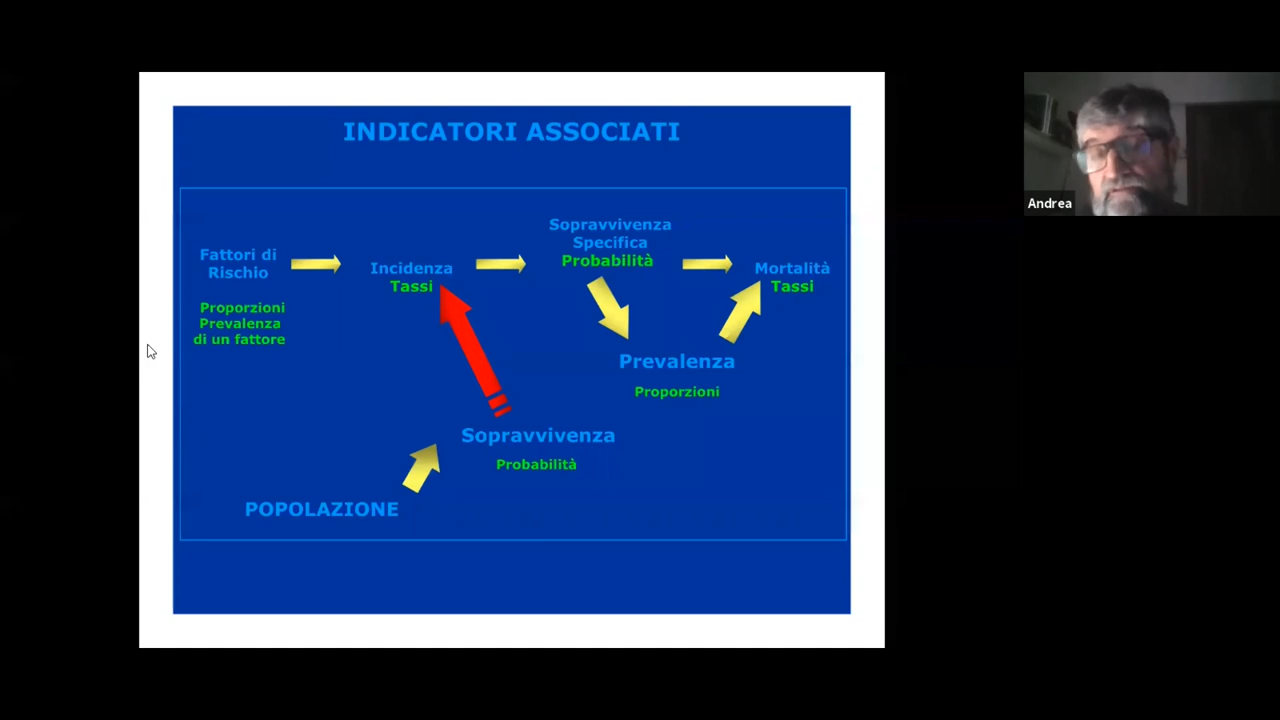 INDICATORI ASSOCIATI
Fattori di
Rischio
Proporzioni
Prevalenza
di un fattore
Incidenza
Tassi
Sopravvivenza
Specifica
Probabilità
Mortalità
Tassi
Prevalenza
Proporzioni
Sopravvivenza
Probabilità
POPOLAZIONE
Andrea